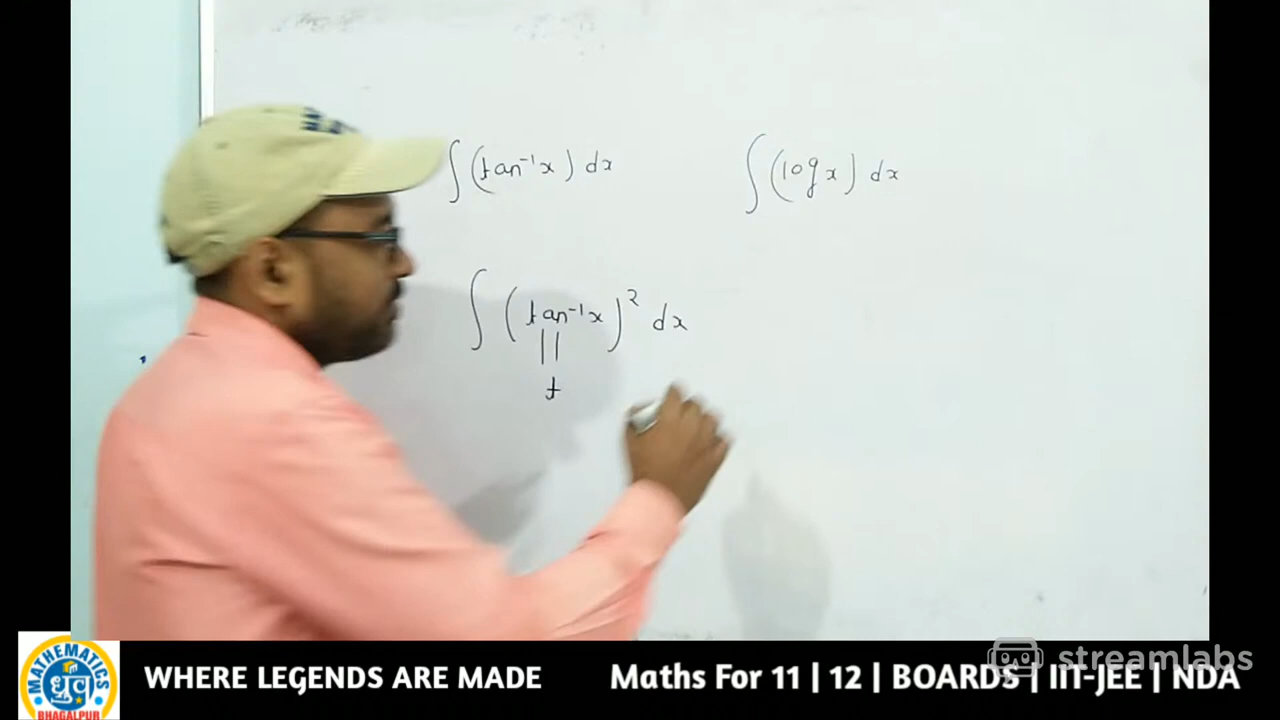 ∫(tan⁻¹x) dx ∫(log x) dx
∫(tan⁻¹x)² dx
||
t
MATHEMATICS
ध्रुव
BHAGALPUR
WHERE LEGENDS ARE MADE Maths For 11 | 12 | BOARDS | IIT-JEE | NDA
streamlabs